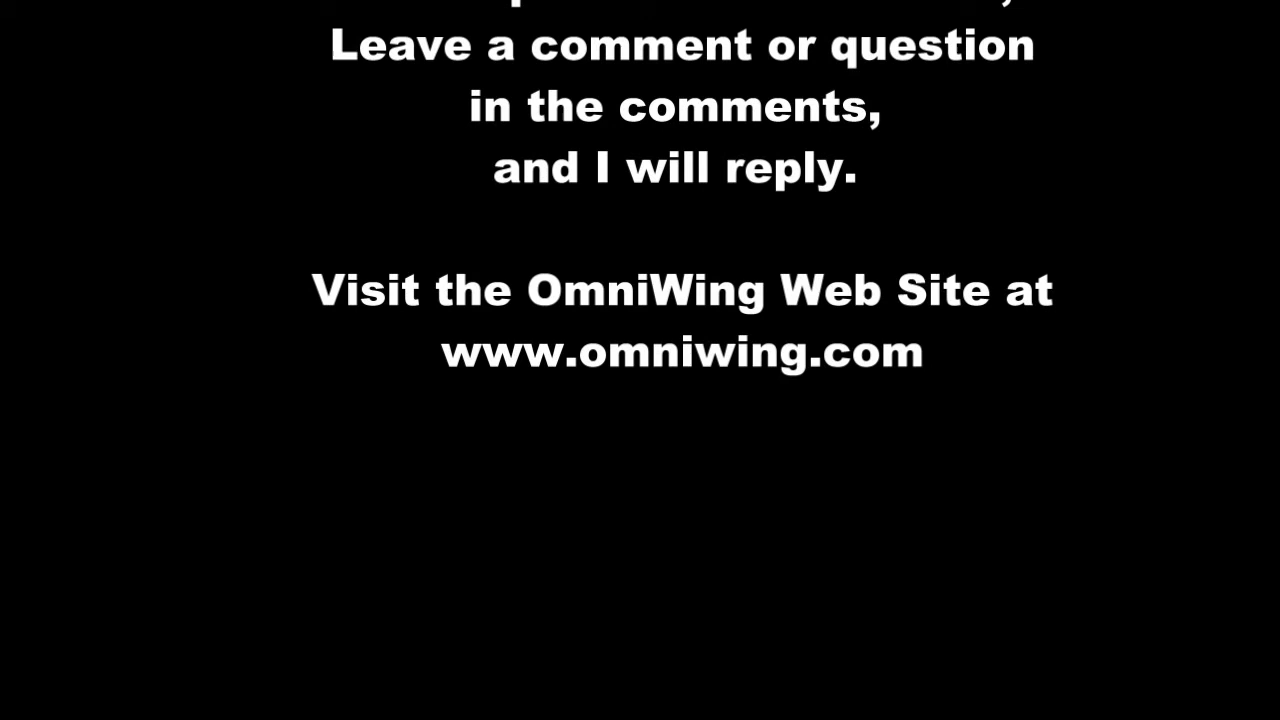 Leave a comment or question
in the comments,
and I will reply.
Visit the OmniWing Web Site at
www.omniwing.com